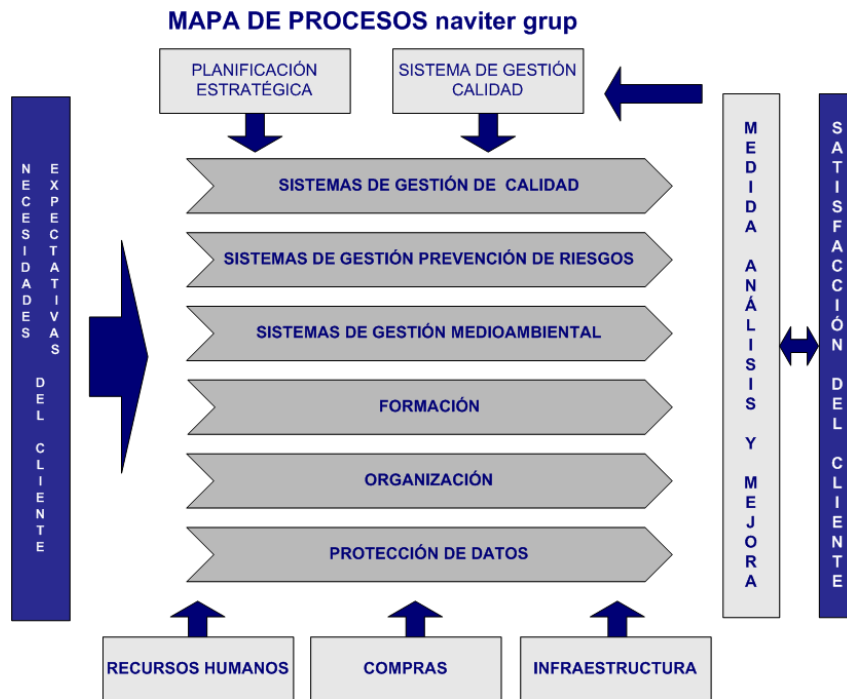 MAPA DE PROCESOS naviter grup
PLANIFICACIÓN
ESTRATÉGICA
SISTEMA DE GESTIÓN
CALIDAD
EXPECTATIVAS
NECESIDADES DEL CLIENTE
SISTEMAS DE GESTIÓN DE CALIDAD
SISTEMAS DE GESTIÓN PREVENCIÓN DE RIESGOS
SISTEMAS DE GESTIÓN MEDIOAMBIENTAL
FORMACIÓN
ORGANIZACIÓN
PROTECCIÓN DE DATOS
MEDIDA ANÁLISIS Y MEJORA
SATISFACCIÓN DEL CLIENTE
RECURSOS HUMANOS
COMPRAS
INFRAESTRUCTURA